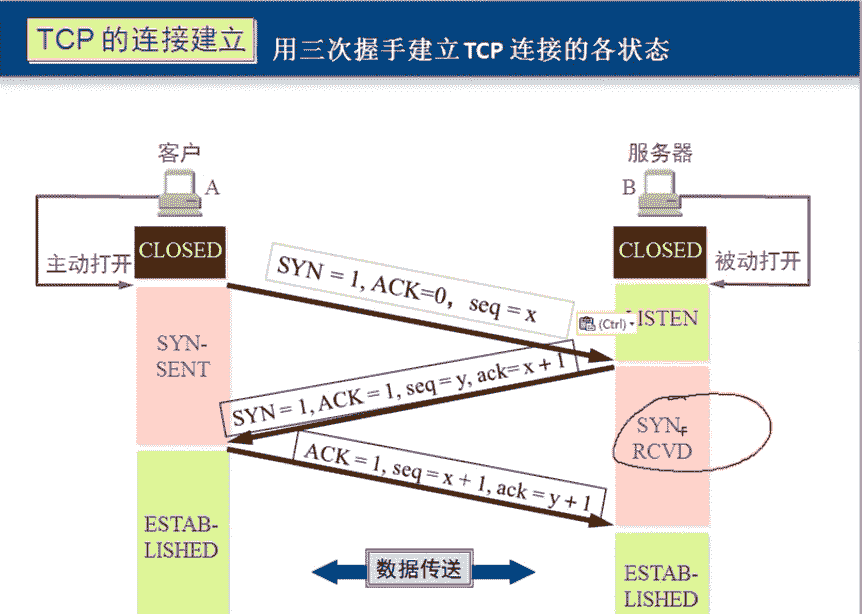 TCP 的连接建立
用三次握手建立 TCP 连接的各状态
客户
服务器
A
B
CLOSED
CLOSED
主动打开
被动打开
SYN = 1, ACK=0，seq = x
(Ctrl)
LISTEN
SYN-
SENT
SYN = 1, ACK = 1, seq = y, ack= x + 1
SYN-
RCVD
ACK = 1, seq = x + 1, ack = y + 1
ESTAB-
LISHED
数据传送
ESTAB-
LISHED